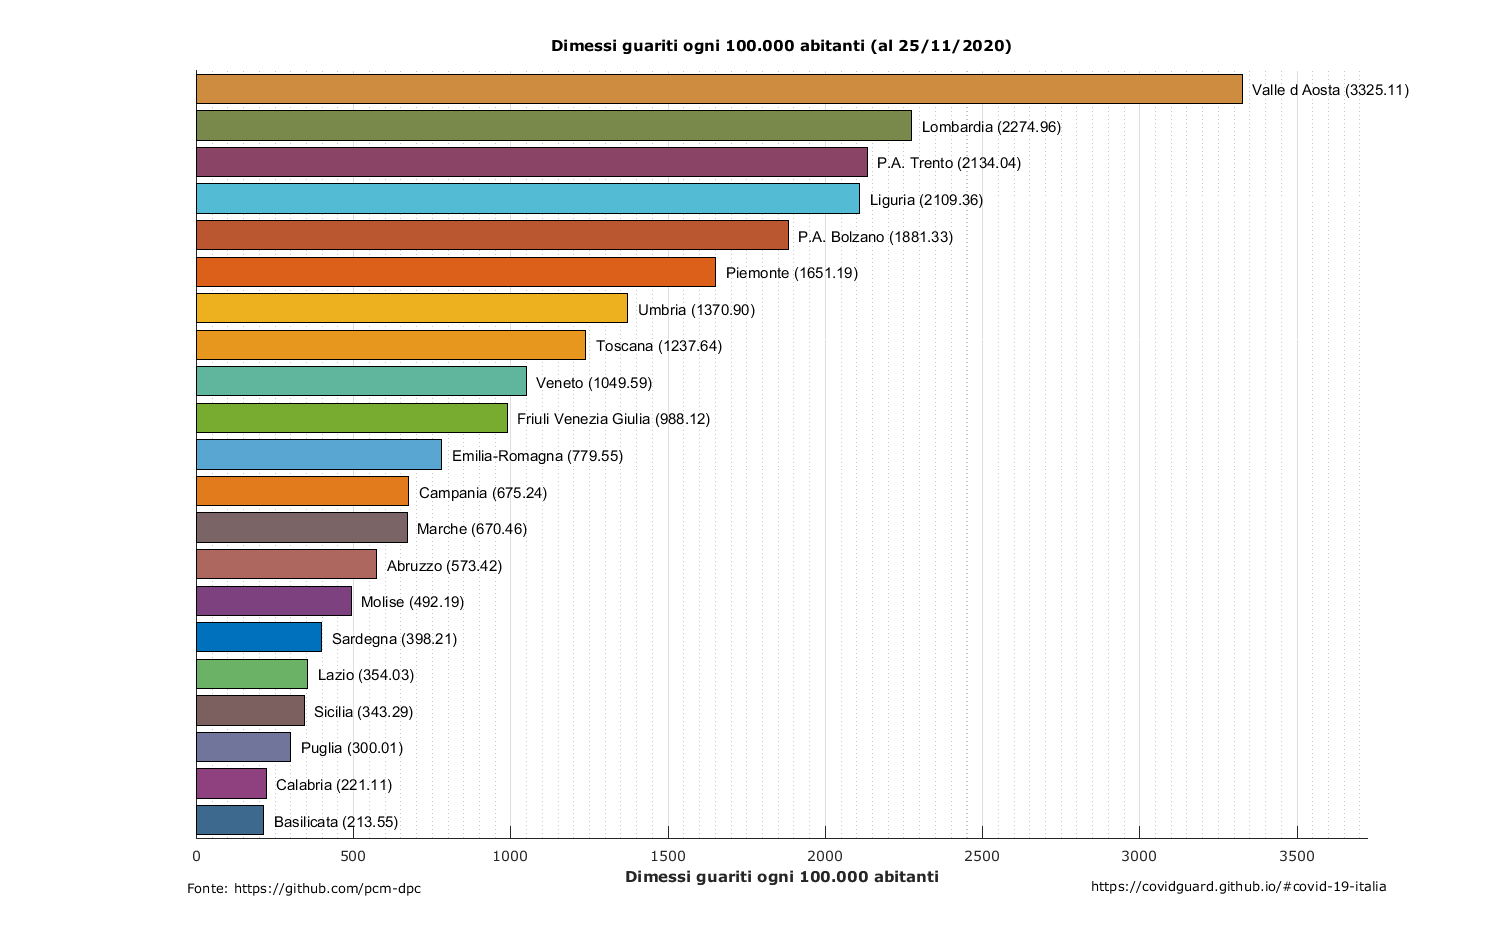 Dimessi guariti ogni 100.000 abitanti (al 25/11/2020)
Valle d Aosta (3325.11)
Lombardia (2274.96)
P.A. Trento (2134.04)
Liguria (2109.36)
P.A. Bolzano (1881.33)
Piemonte (1651.19)
Umbria (1370.90)
Toscana (1237.64)
Veneto (1049.59)
Friuli Venezia Giulia (988.12)
Emilia-Romagna (779.55)
Campania (675.24)
Marche (670.46)
Abruzzo (573.42)
Molise (492.19)
Sardegna (398.21)
Lazio (354.03)
Sicilia (343.29)
Puglia (300.01)
Calabria (221.11)
Basilicata (213.55)
0 500 1000 1500 2000 2500 3000 3500
Dimessi guariti ogni 100.000 abitanti
Fonte: https://github.com/pcm-dpc
https://covidguard.github.io/#covid-19-italia